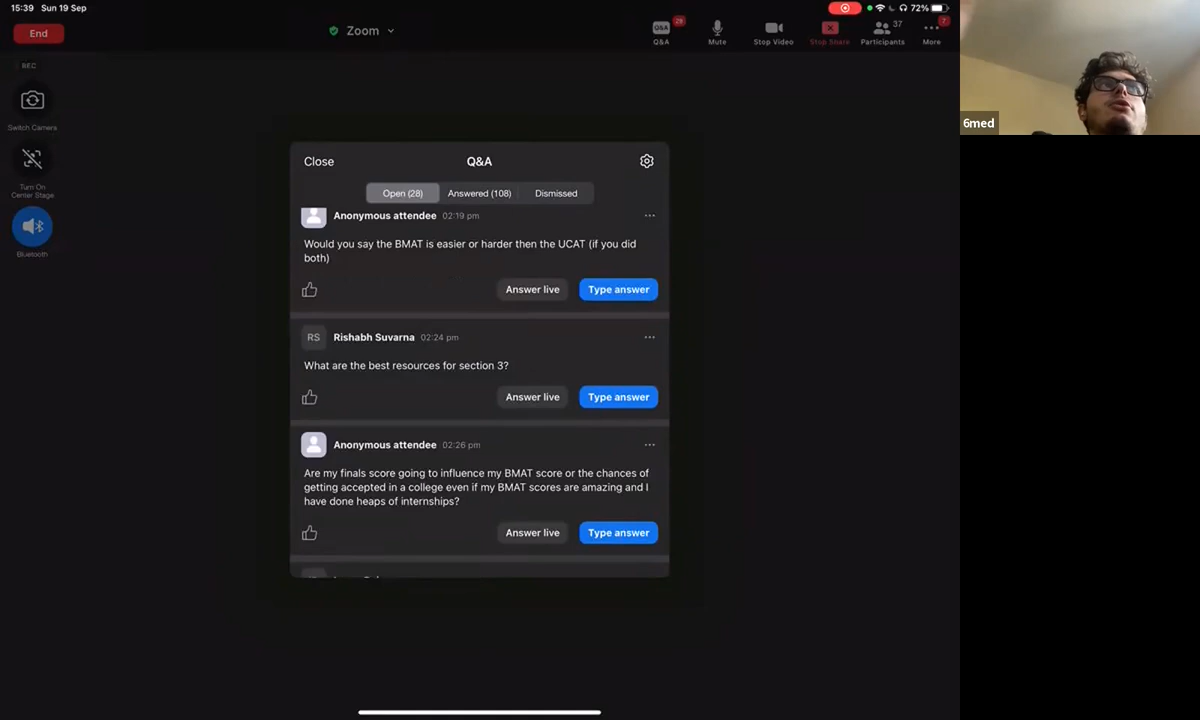 15:39 Sun 19 Sep
72%
End
Zoom
Q&A
29
Q&A
Mute
Stop Video
Stop Share
37
Participants
7
More
REC
Switch Camera
Turn On
Center Stage
Bluetooth
6med
Close
Q&A
Open (28)
Answered (108)
Dismissed
Anonymous attendee 02:19 pm
Would you say the BMAT is easier or harder then the UCAT (if you did
both)
Answer live
Type answer
RS
Rishabh Suvarna 02:24 pm
What are the best resources for section 3?
Answer live
Type answer
Anonymous attendee 02:26 pm
Are my finals score going to influence my BMAT score or the chances of
getting accepted in a college even if my BMAT scores are amazing and I
have done heaps of internships?
Answer live
Type answer